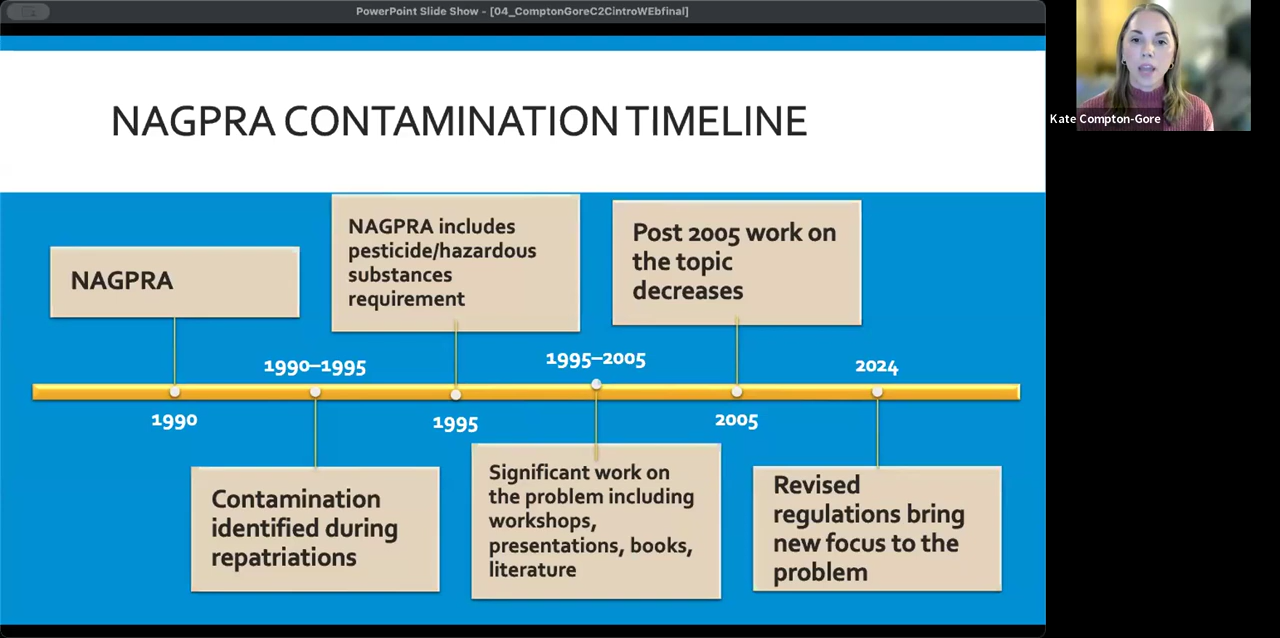 PowerPoint Slide Show - [04_ComptonGoreC2CintroWEbfinal]
Kate Compton-Gore
NAGPRA CONTAMINATION TIMELINE
NAGPRA
1990
1990–1995
Contamination
identified during
repatriations
NAGPRA includes
pesticide/hazardous
substances
requirement
1995
1995–2005
Significant work on
the problem including
workshops,
presentations, books,
literature
Post 2005 work on
the topic
decreases
2005
2024
Revised
regulations bring
new focus to the
problem